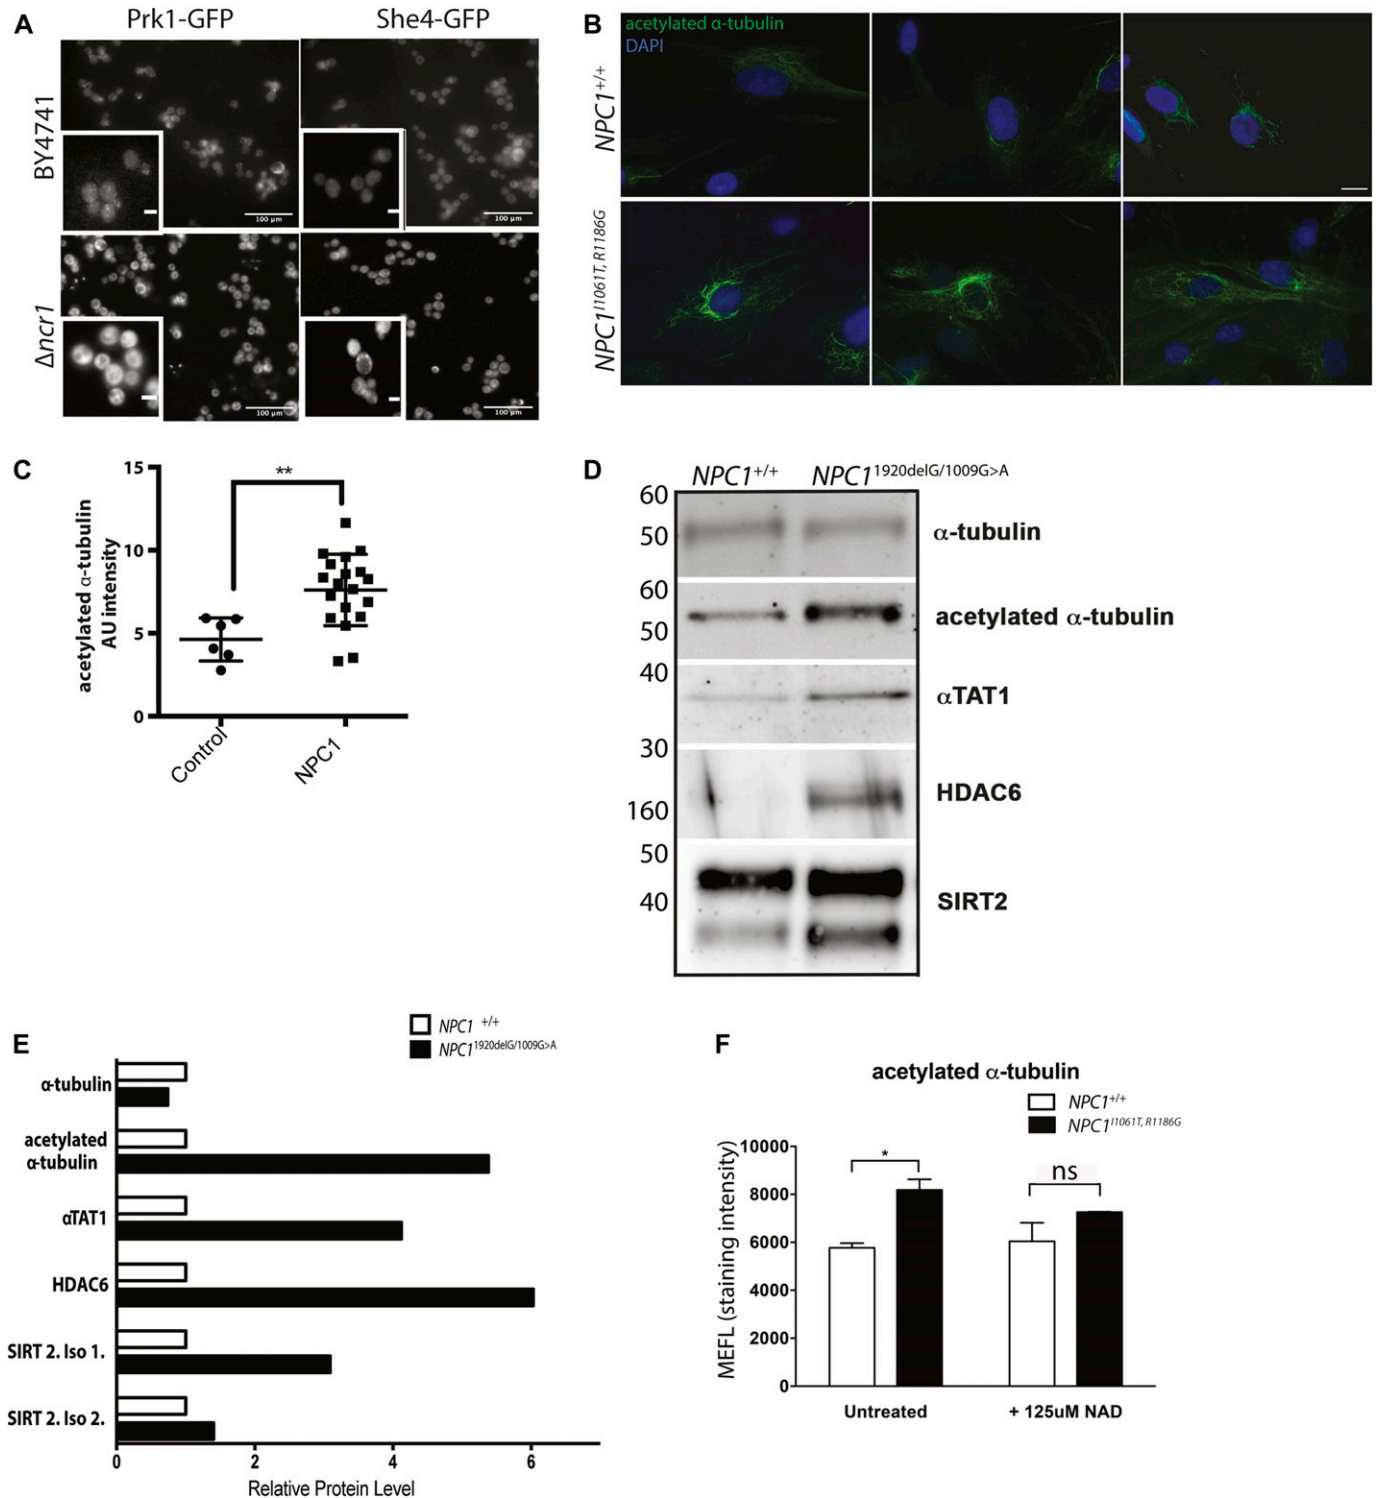 A
Prk1-GFP
She4-GFP
BY4741
Δncr1
100 µm
100 µm
100 µm
100 µm
B
acetylated α-tubulin
DAPI
NPC1+/+
NPC1I1061T, R1186G
C
15
10
5
0
acetylated α-tubulin
AU intensity
**
Control
NPC1
D
NPC1+/+
NPC11920delG/1009G>A
60
50
α-tubulin
60
50
acetylated α-tubulin
40
αTAT1
30
160
HDAC6
50
40
SIRT2
E
NPC1 +/+
NPC11920delG/1009G>A
α-tubulin
acetylated
α-tubulin
αTAT1
HDAC6
SIRT 2. Iso 1.
SIRT 2. Iso 2.
0
2
4
6
Relative Protein Level
F
acetylated α-tubulin
NPC1+/+
NPC1I1061T, R1186G
MEFL (staining intensity)
10000
8000
6000
4000
2000
0
*
ns
Untreated
+ 125uM NAD